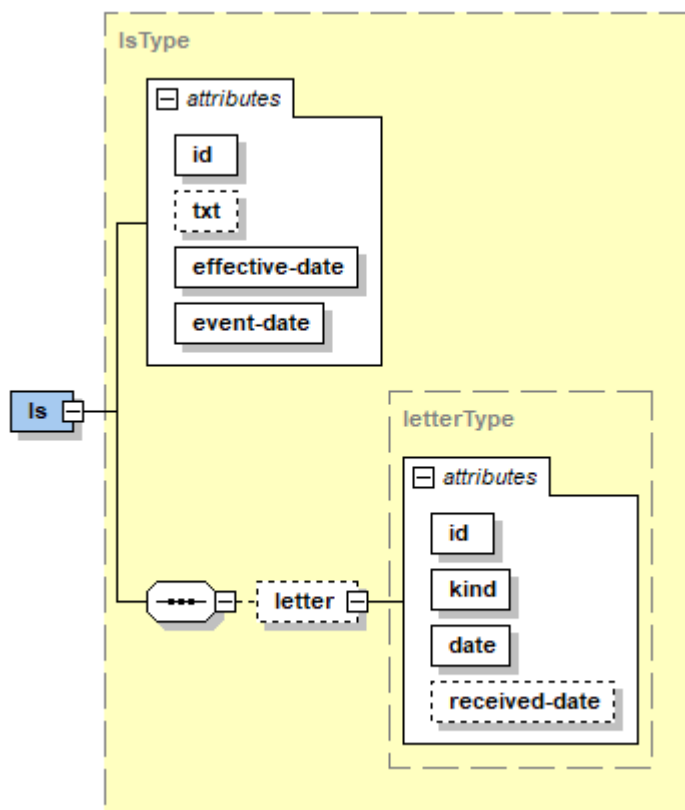 lsType
attributes
id
txt
effective-date
event-date
ls
letterType
attributes
id
kind
date
received-date
letter